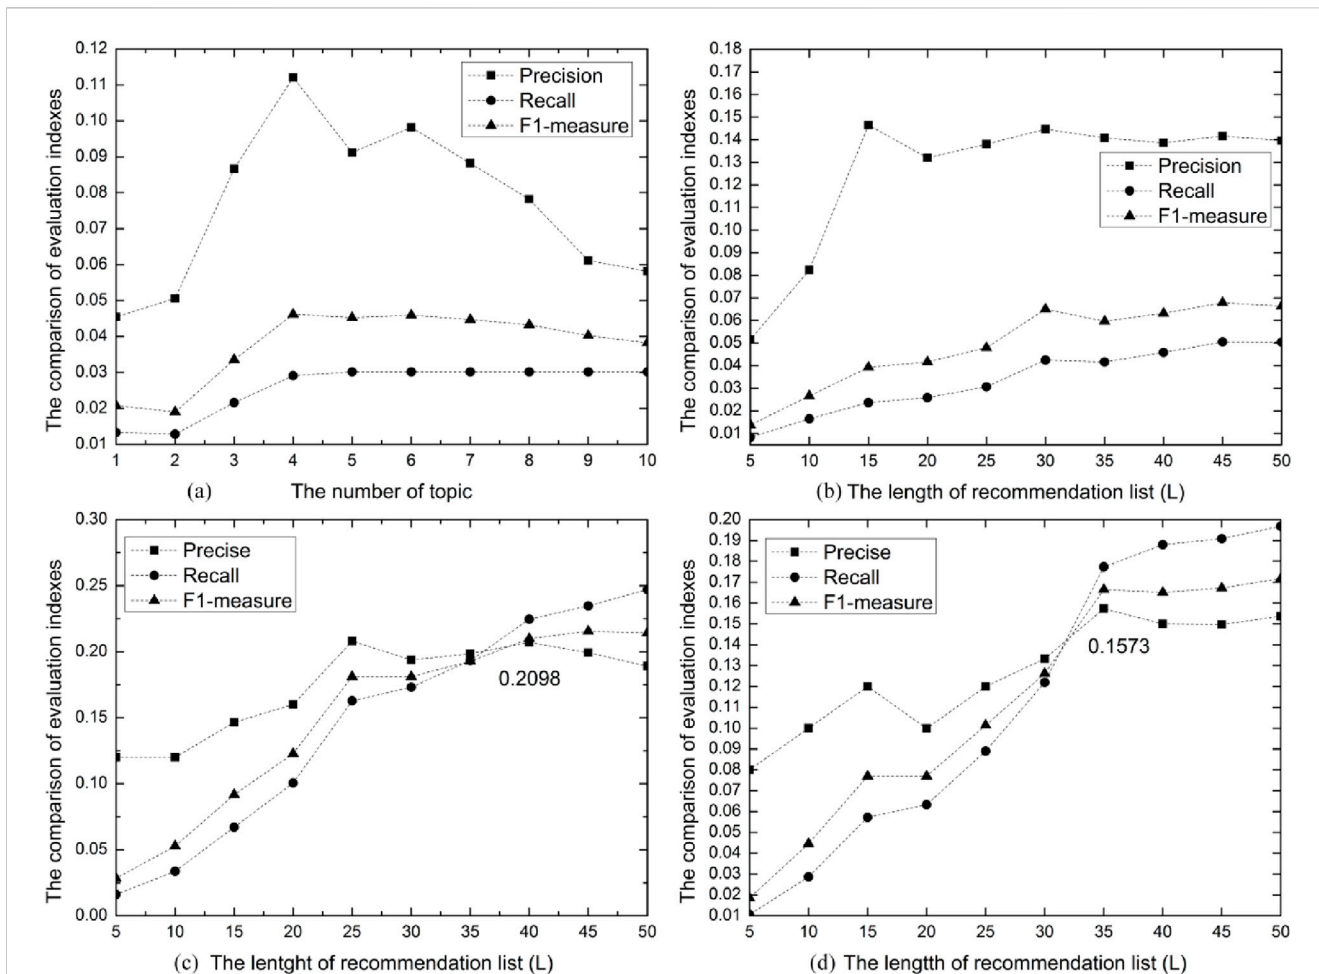 0.12
0.11
0.10
0.09
0.08
0.07
0.06
0.05
0.04
0.03
0.02
0.01
The comparison of evaluation indexes
Precision
Recall
F1-measure
1 2 3 4 5 6 7 8 9 10
(a) The number of topic
0.18
0.17
0.16
0.15
0.14
0.13
0.12
0.11
0.10
0.09
0.08
0.07
0.06
0.05
0.04
0.03
0.02
0.01
The comparison of evaluation indexes
Precision
Recall
F1-measure
5 10 15 20 25 30 35 40 45 50
(b) The length of recommendation list (L)
0.30
0.25
0.20
0.15
0.10
0.05
0.00
The comparison of evaluation indexes
Precise
Recall
F1-measure
0.2098
5 10 15 20 25 30 35 40 45 50
(c) The lenght of recommendation list (L)
0.20
0.19
0.18
0.17
0.16
0.15
0.14
0.13
0.12
0.11
0.10
0.09
0.08
0.07
0.06
0.05
0.04
0.03
0.02
0.01
The comparison of evaluation indexes
Precise
Recall
F1-measure
0.1573
5 10 15 20 25 30 35 40 45 50
(d) The lengtth of recommendation list (L)